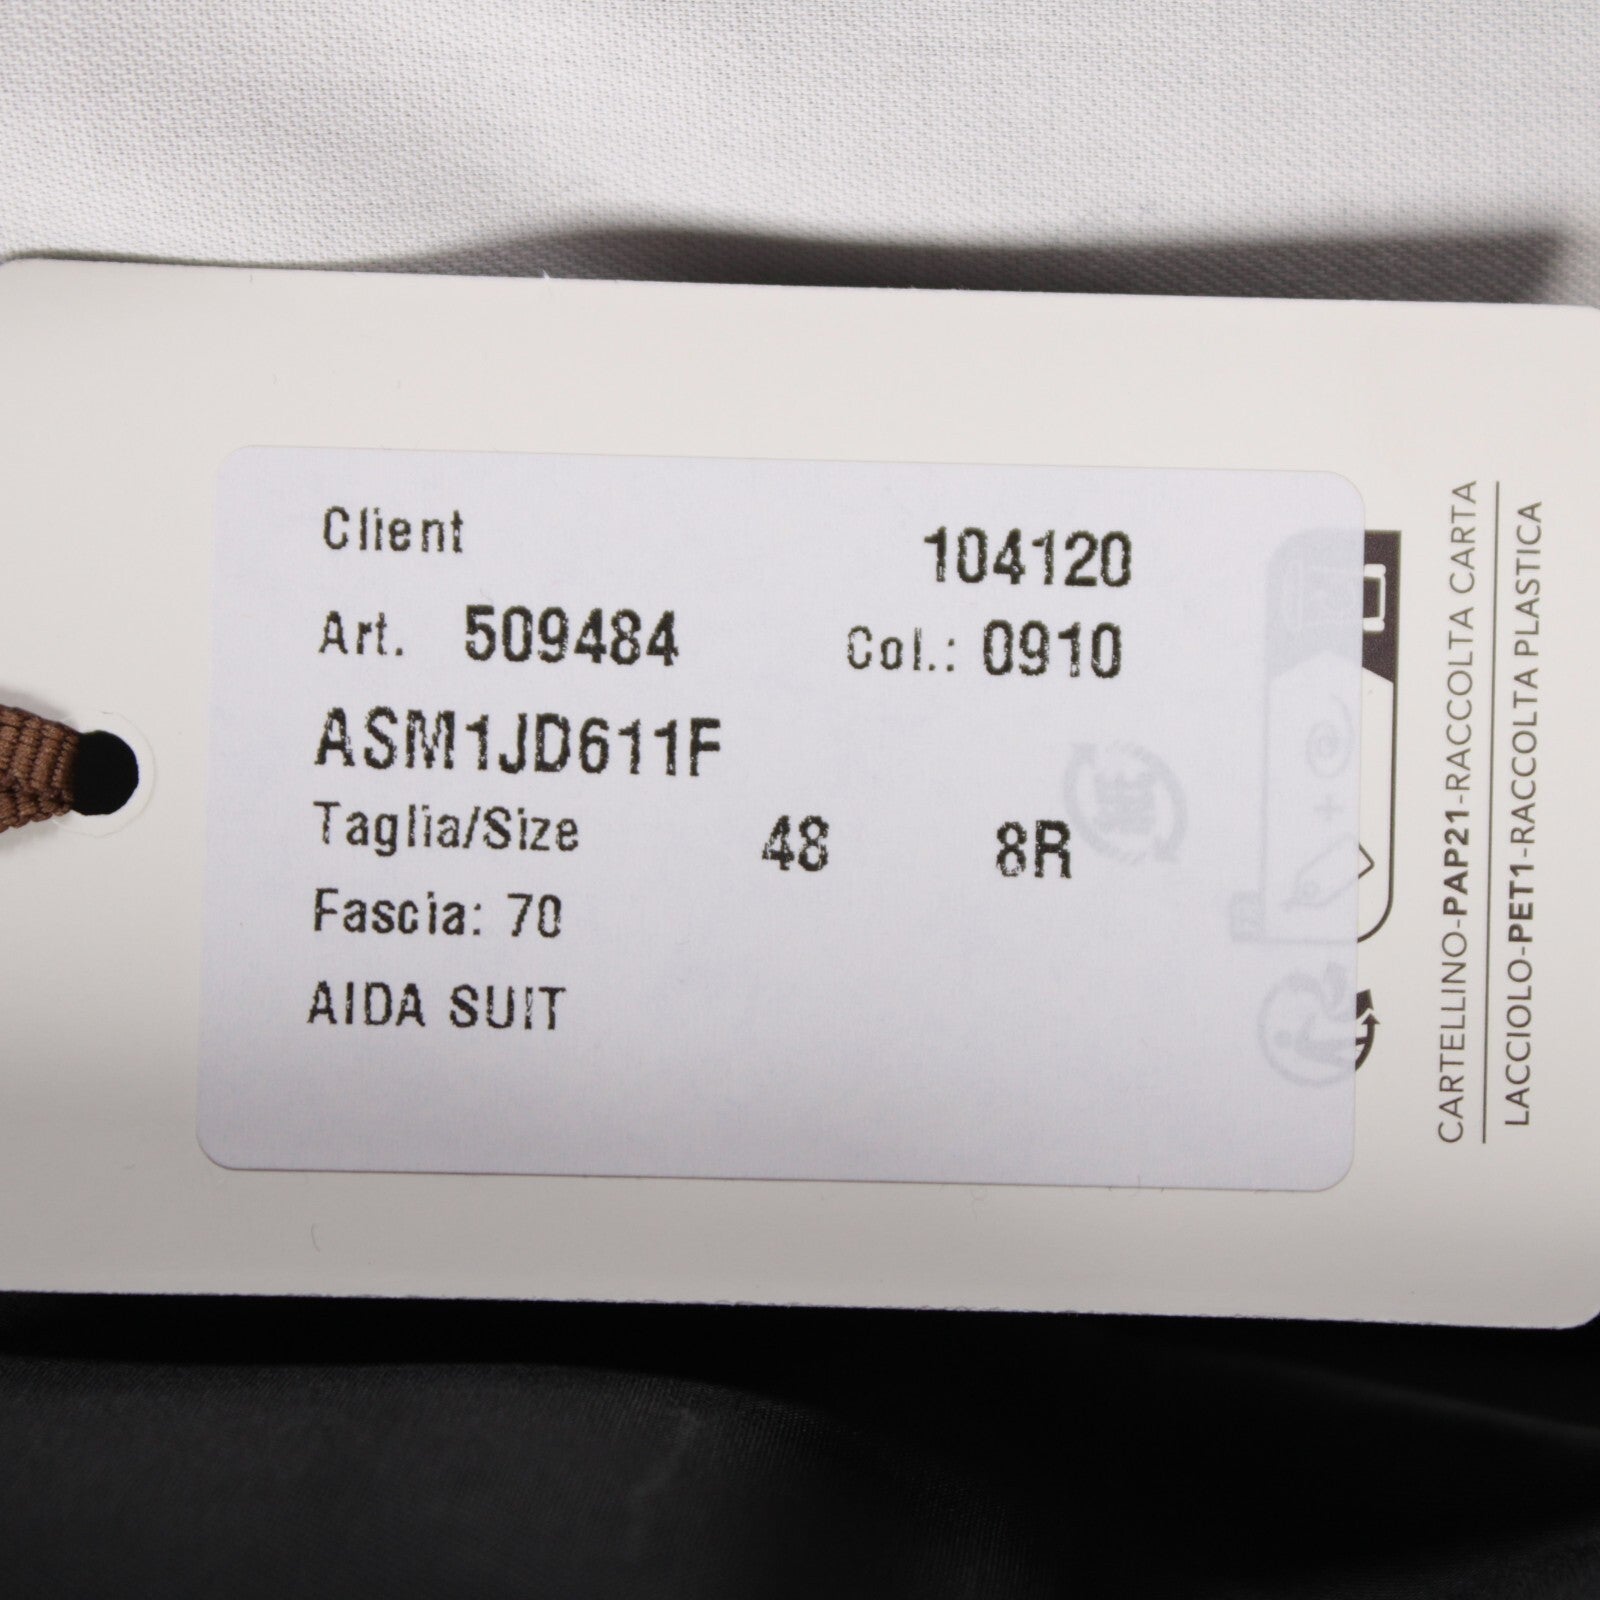 Client 104120
Art. 509484 Col.: 0910
ASM1JD611F
Taglia/Size 48 8R
Fascia: 70
AIDA SUIT
CARTELLINO-PAP21-RACCOLTA CARTA
LACCIOLO-PET1-RACCOLTA PLASTICA